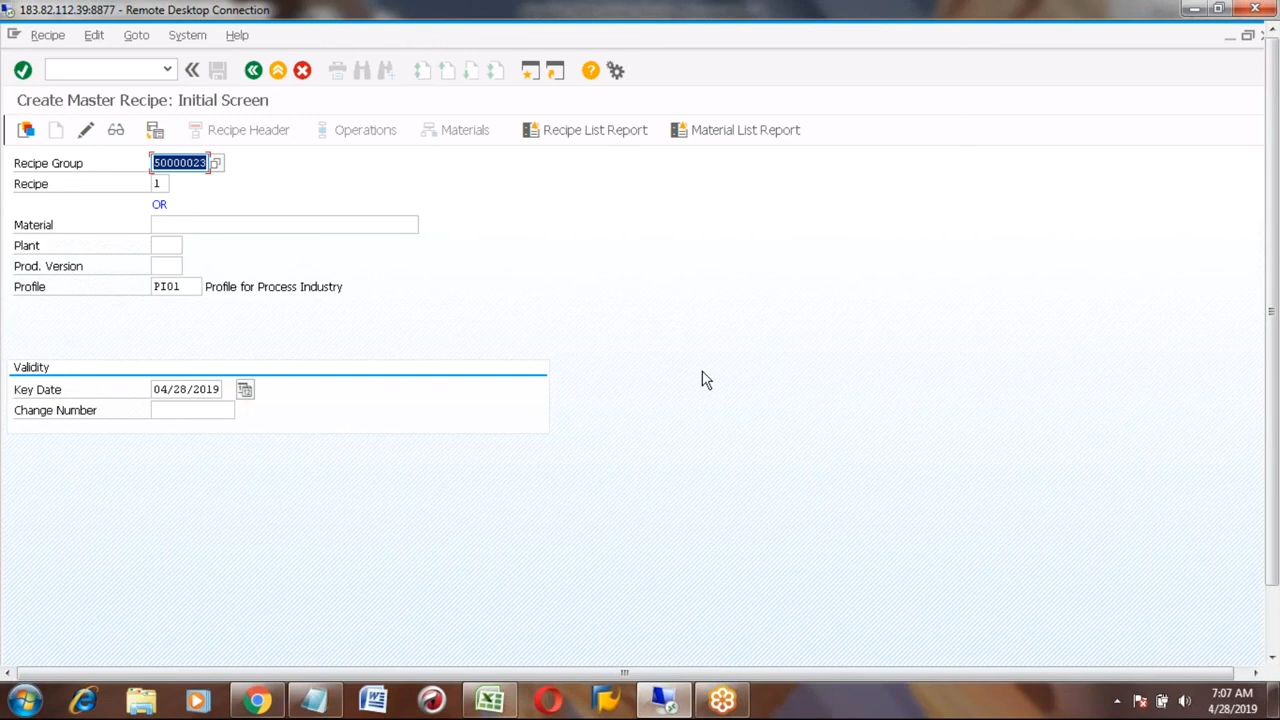 183.82.112.39:8877 - Remote Desktop Connection
Recipe Edit Goto System Help
Create Master Recipe: Initial Screen
Recipe Header Operations Materials Recipe List Report Material List Report
Recipe Group 50000023
Recipe 1
OR
Material
Plant
Prod. Version
Profile PI01 Profile for Process Industry
Validity
Key Date 04/28/2019
Change Number
7:07 AM
4/28/2019